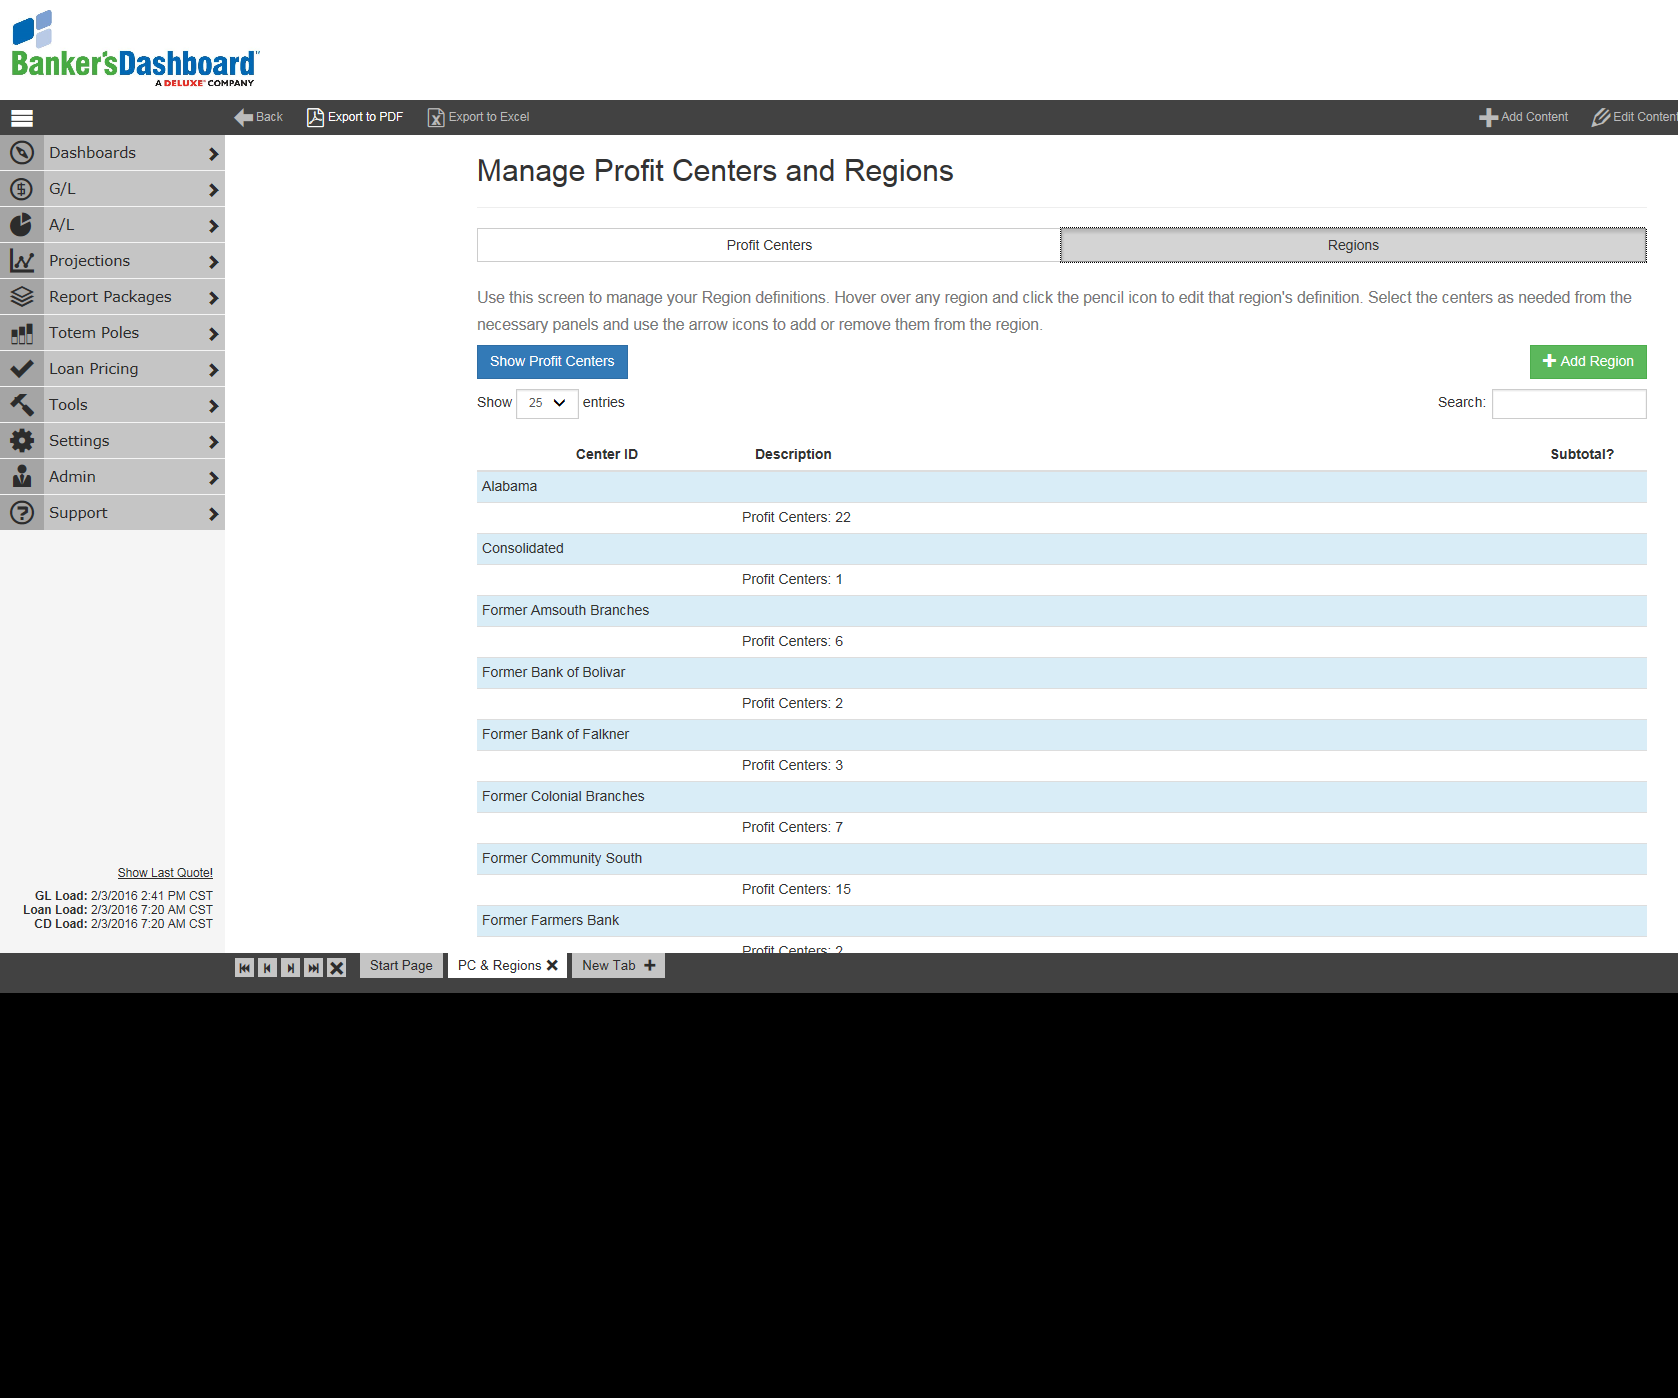 Banker'sDashboard™
A DELUXE® COMPANY
Back Export to PDF Export to Excel Add Content Edit Content
Dashboards
G/L
A/L
Projections
Report Packages
Totem Poles
Loan Pricing
Tools
Settings
Admin
Support
Show Last Quote!
GL Load: 2/3/2016 2:41 PM CST
Loan Load: 2/3/2016 7:20 AM CST
CD Load: 2/3/2016 7:20 AM CST
Manage Profit Centers and Regions
Profit Centers Regions
Use this screen to manage your Region definitions. Hover over any region and click the pencil icon to edit that region's definition. Select the centers as needed from the
necessary panels and use the arrow icons to add or remove them from the region.
Show Profit Centers Add Region
Show 25 entries Search:
Center ID Description Subtotal?
Alabama
Profit Centers: 22
Consolidated
Profit Centers: 1
Former Amsouth Branches
Profit Centers: 6
Former Bank of Bolivar
Profit Centers: 2
Former Bank of Falkner
Profit Centers: 3
Former Colonial Branches
Profit Centers: 7
Former Community South
Profit Centers: 15
Former Farmers Bank
Profit Centers: 2
Start Page PC & Regions New Tab